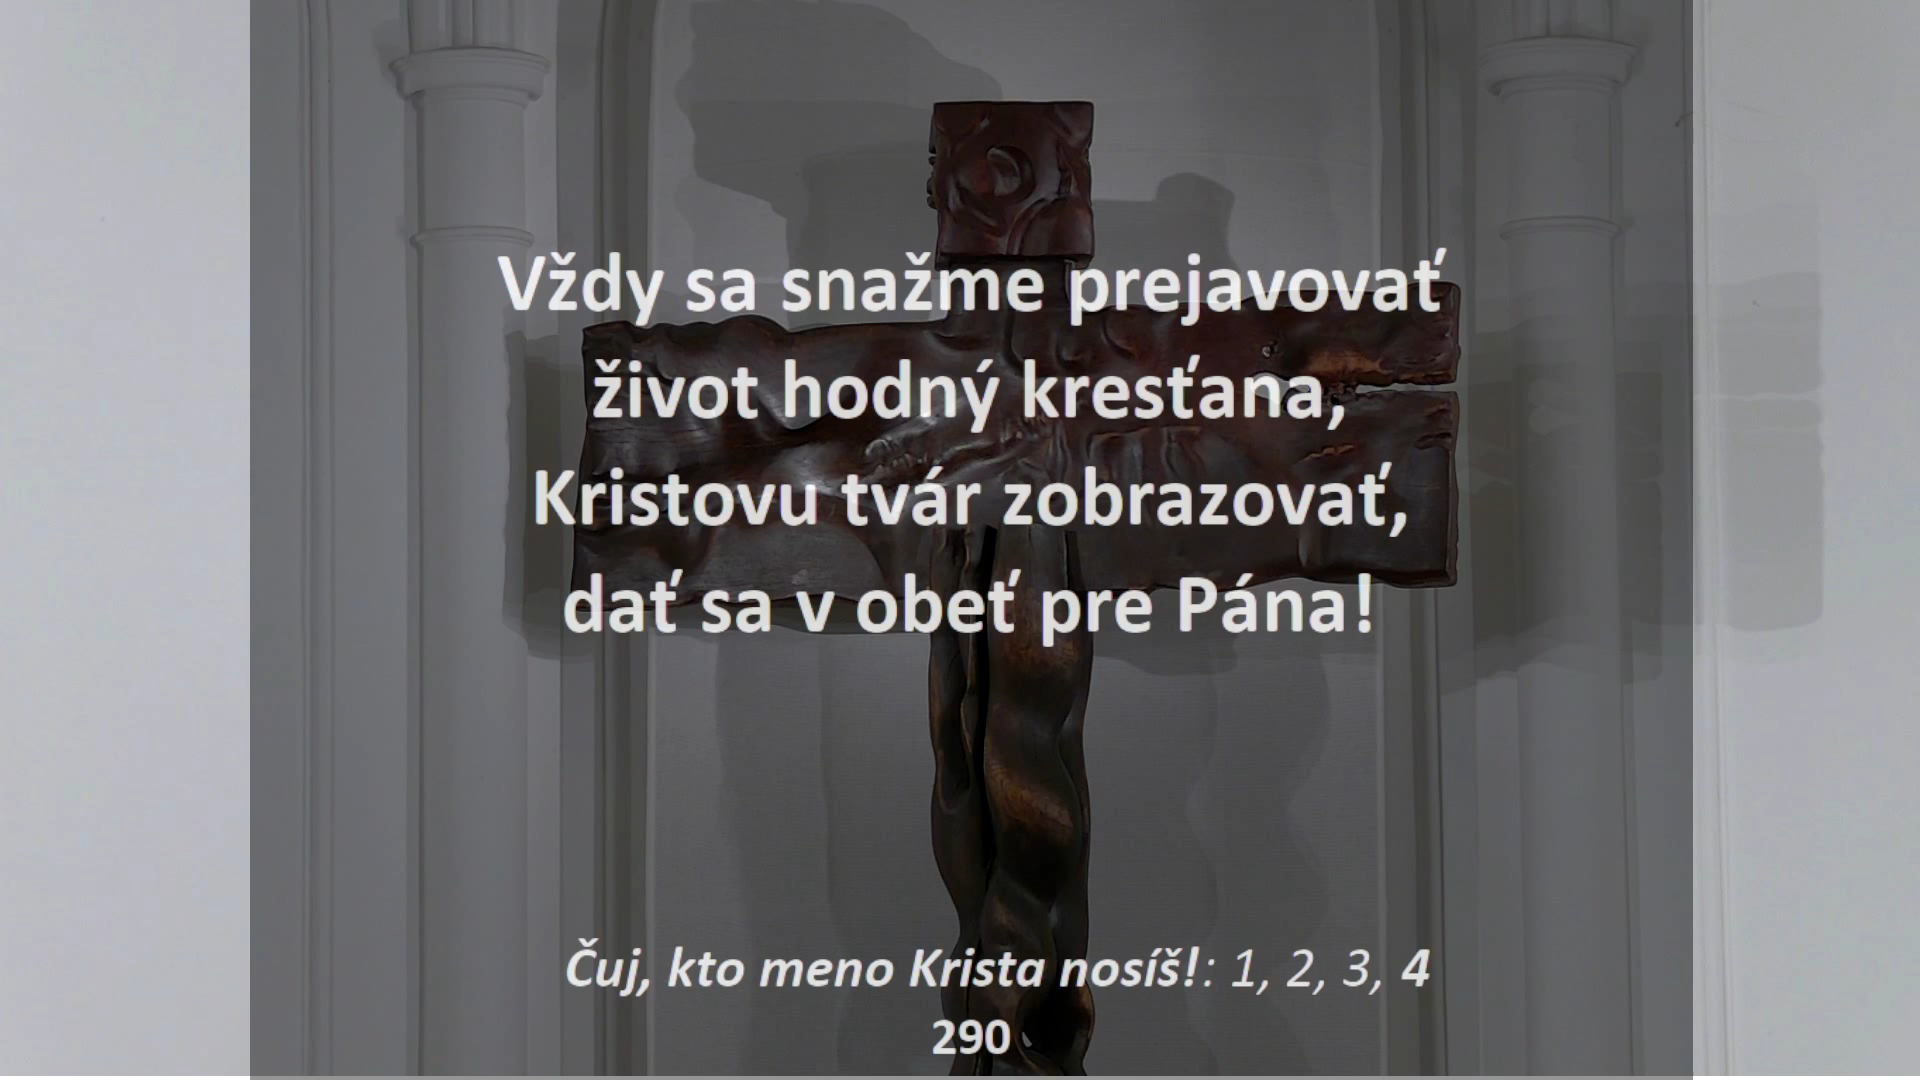 Vždy sa snažme prejavovať
život hodný kresťana,
Kristovu tvár zobrazovať,
dať sa v obeť pre Pána!
Čuj, kto meno Krista nosíš!: 1, 2, 3, 4
290